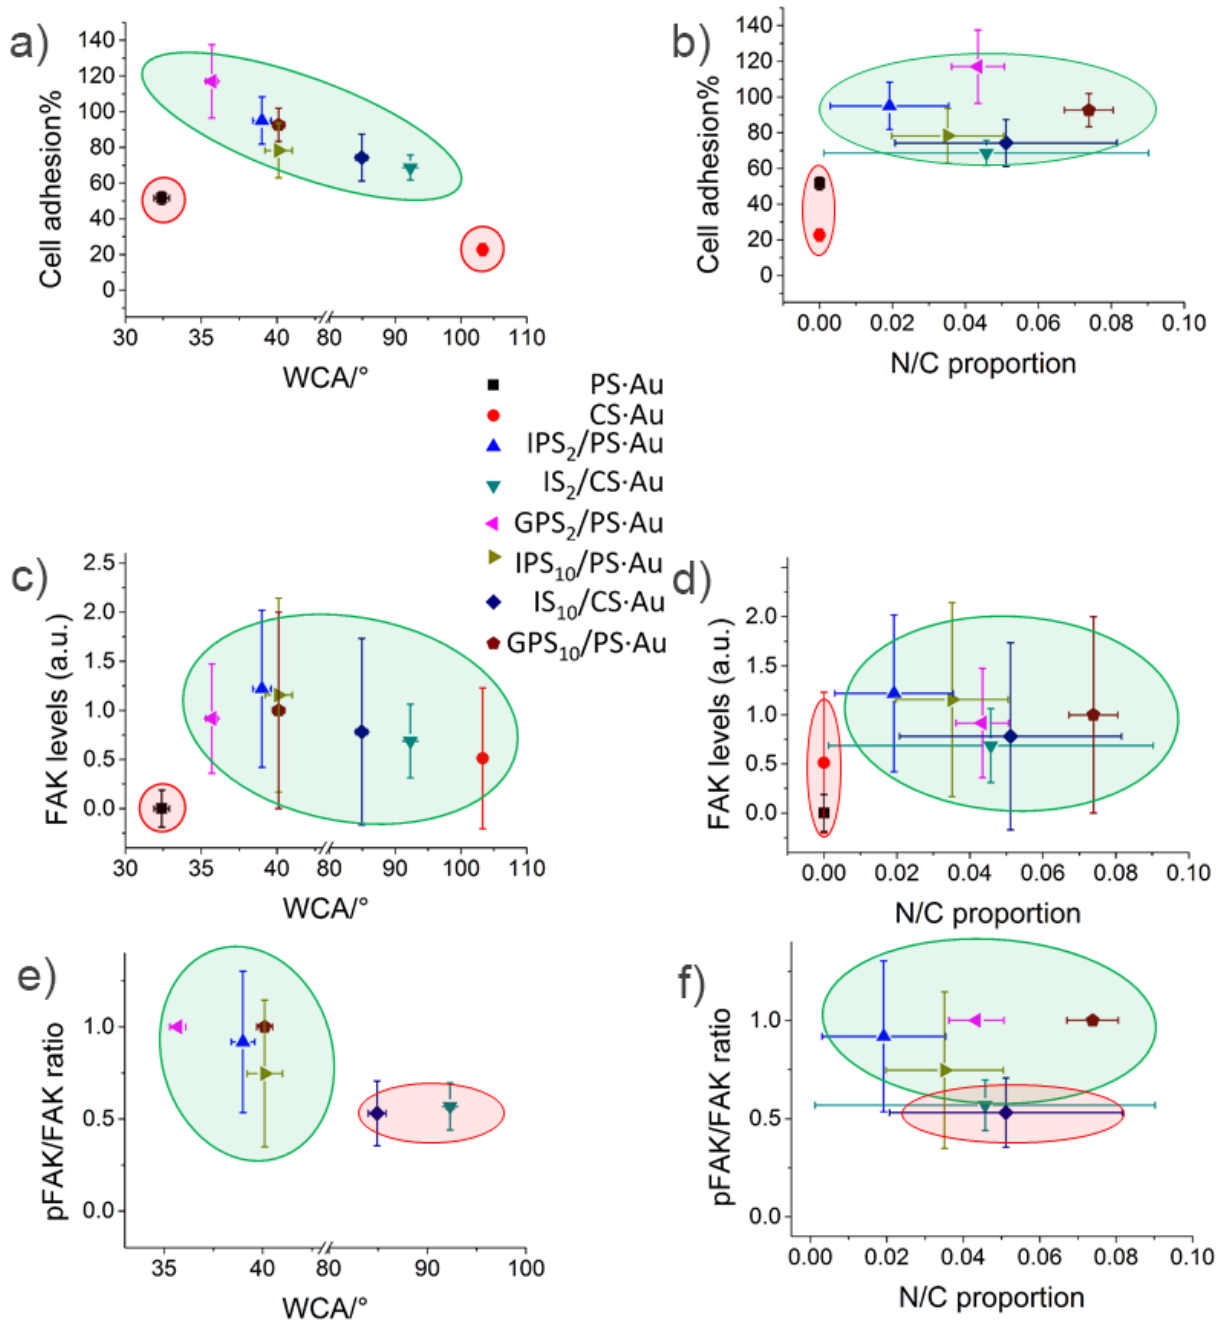 a)
Cell adhesion%
140
120
100
80
60
40
20
0
30 35 40 80 90 100 110
WCA/°
b)
Cell adhesion%
140
120
100
80
60
40
20
0
0.00 0.02 0.04 0.06 0.08 0.10
N/C proportion
PS·Au
CS·Au
IPS₂/PS·Au
IS₂/CS·Au
GPS₂/PS·Au
IPS₁₀/PS·Au
IS₁₀/CS·Au
GPS₁₀/PS·Au
c)
FAK levels (a.u.)
2.5
2.0
1.5
1.0
0.5
0.0
30 35 40 80 90 100 110
WCA/°
d)
FAK levels (a.u.)
2.0
1.5
1.0
0.5
0.0
0.00 0.02 0.04 0.06 0.08 0.10
N/C proportion
e)
pFAK/FAK ratio
1.0
0.5
0.0
35 40 80 90 100
WCA/°
f)
pFAK/FAK ratio
1.0
0.5
0.0
0.00 0.02 0.04 0.06 0.08 0.10
N/C proportion